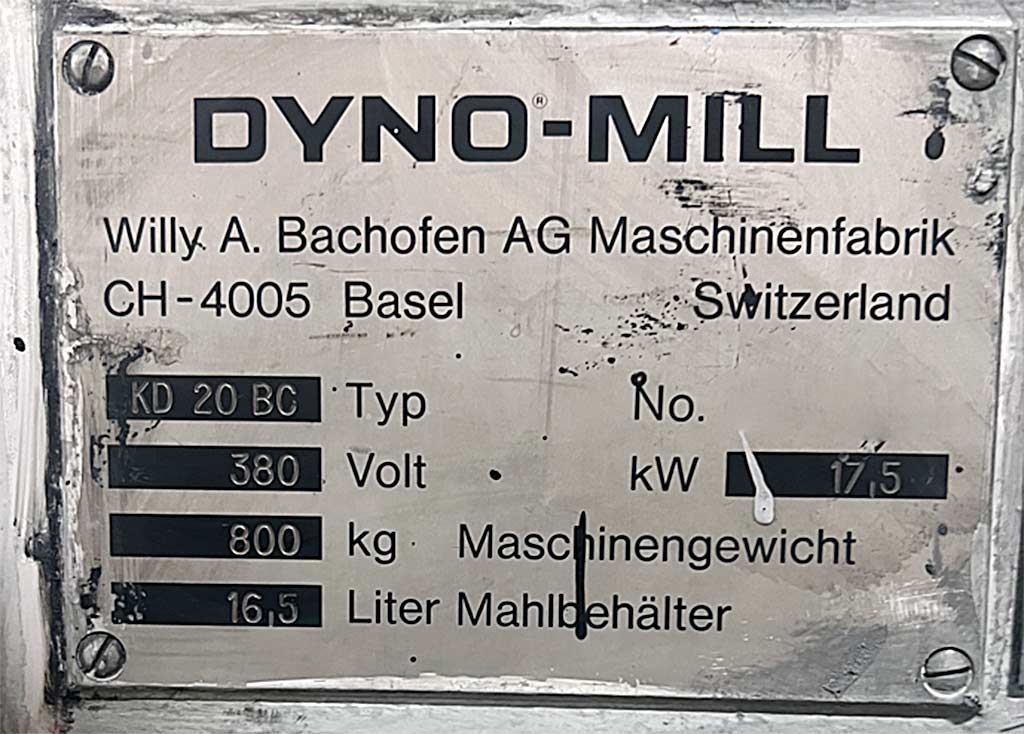 DYNO®-MILL
Willy A. Bachofen AG Maschinenfabrik
CH-4005 Basel Switzerland
KD 20 BC Typ No.
380 Volt kW 17,5
800 kg Maschinengewicht
16,5 Liter Mahlbehälter